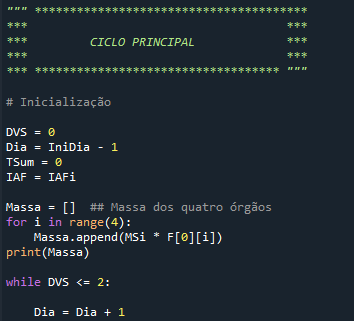 """ ***************************************
***                                     ***
***         CICLO PRINCIPAL             ***
***                                     ***
*** *********************************** """
# Inicialização
DVS = 0
Dia = IniDia - 1
TSum = 0
IAF = IAFi
Massa = []  ## Massa dos quatro órgãos
for i in range(4):
    Massa.append(MSi * F[0][i])
print(Massa)
while DVS <= 2:
    Dia = Dia + 1